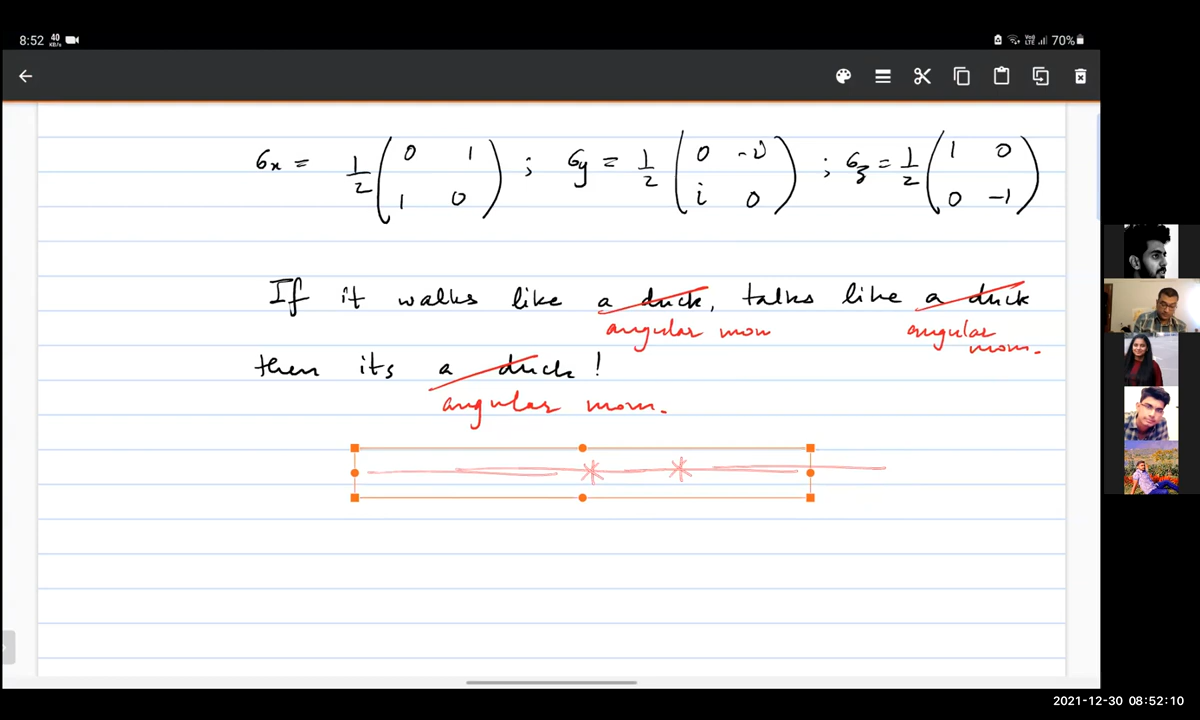 8:52 40 KB/s 70%
σx = 1/2 (0 1; 1 0) ; σy = 1/2 (0 -i; i 0) ; σz = 1/2 (1 0; 0 -1)
If it walks like a duck, talks like a duck
angular mom angular mom.
then its a duck !
angular mom.
2021-12-30 08:52:10